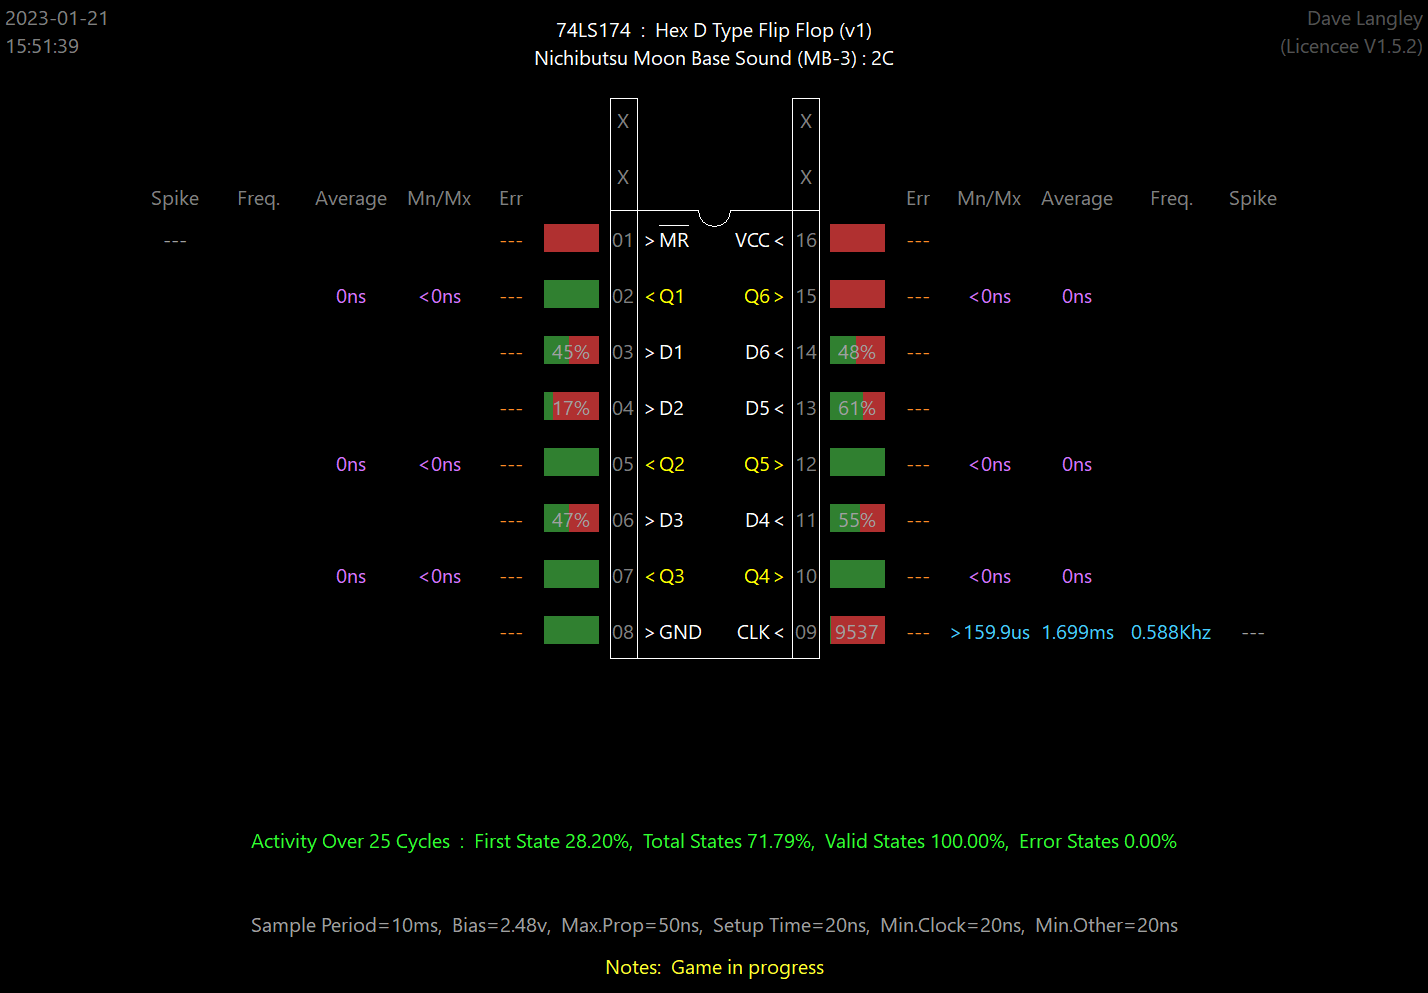 2023-01-21
15:51:39
74LS174 : Hex D Type Flip Flop (v1)
Nichibutsu Moon Base Sound (MB-3) : 2C
Dave Langley
(Licencee V1.5.2)
X X
X X
Spike Freq. Average Mn/Mx Err Err Mn/Mx Average Freq. Spike
--- --- 01 >MR VCC< 16 ---
0ns <0ns --- 02 <Q1 Q6> 15 --- <0ns 0ns
--- 45% 03 >D1 D6< 14 48% ---
--- 17% 04 >D2 D5< 13 61% ---
0ns <0ns --- 05 <Q2 Q5> 12 --- <0ns 0ns
--- 47% 06 >D3 D4< 11 55% ---
0ns <0ns --- 07 <Q3 Q4> 10 --- <0ns 0ns
--- 08 >GND CLK< 09 9537 --- >159.9us 1.699ms 0.588Khz ---
Activity Over 25 Cycles : First State 28.20%, Total States 71.79%, Valid States 100.00%, Error States 0.00%
Sample Period=10ms, Bias=2.48v, Max.Prop=50ns, Setup Time=20ns, Min.Clock=20ns, Min.Other=20ns
Notes: Game in progress